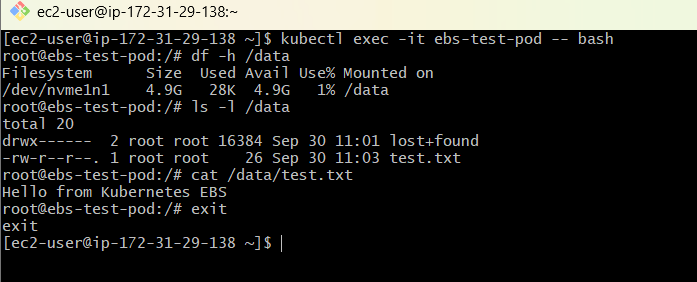 ec2-user@ip-172-31-29-138:~
[ec2-user@ip-172-31-29-138 ~]$ kubectl exec -it ebs-test-pod -- bash
root@ebs-test-pod:/# df -h /data
Filesystem      Size  Used Avail Use% Mounted on
/dev/nvme1n1    4.9G   28K  4.9G   1% /data
root@ebs-test-pod:/# ls -l /data
total 20
drwx------  2 root root 16384 Sep 30 11:01 lost+found
-rw-r--r--. 1 root root    26 Sep 30 11:03 test.txt
root@ebs-test-pod:/# cat /data/test.txt
Hello from Kubernetes EBS
root@ebs-test-pod:/# exit
exit
[ec2-user@ip-172-31-29-138 ~]$